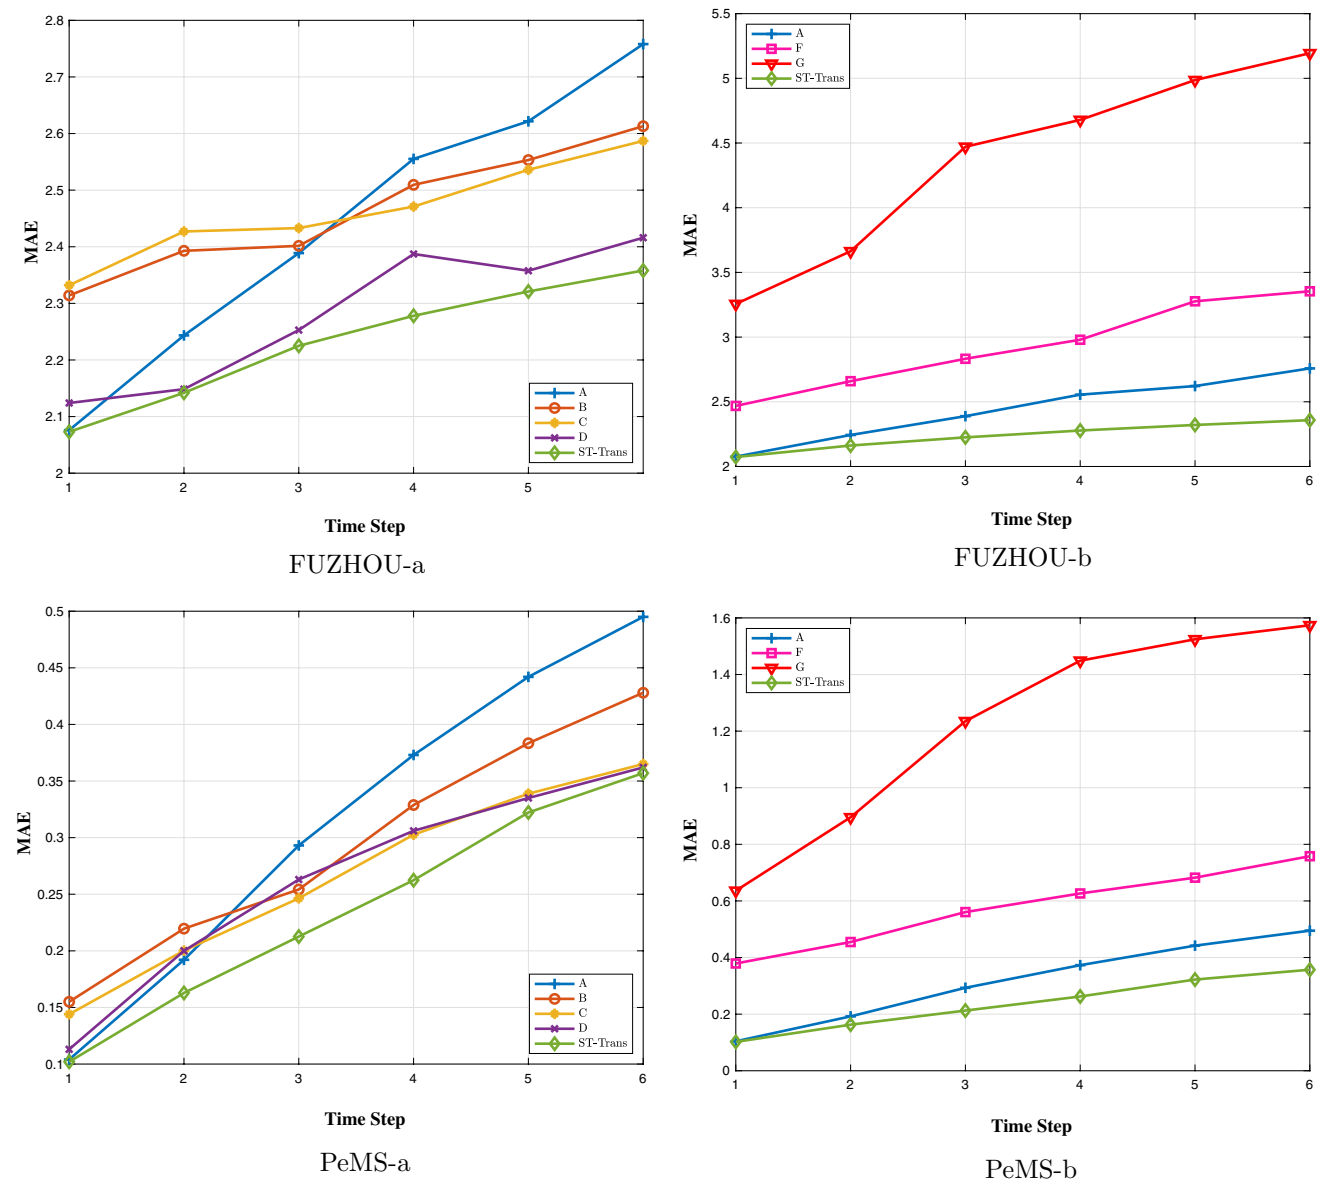 2.8
2.7
2.6
2.5
2.4
2.3
2.2
2.1
2
MAE
A
B
C
D
ST-Trans
1 2 3 4 5
Time Step
FUZHOU-a
5.5
5
4.5
4
3.5
3
2.5
2
MAE
A
F
G
ST-Trans
1 2 3 4 5 6
Time Step
FUZHOU-b
0.5
0.45
0.4
0.35
0.3
0.25
0.2
0.15
0.1
MAE
A
B
C
D
ST-Trans
1 2 3 4 5 6
Time Step
PeMS-a
1.6
1.4
1.2
1
0.8
0.6
0.4
0.2
0
MAE
A
F
G
ST-Trans
1 2 3 4 5 6
Time Step
PeMS-b